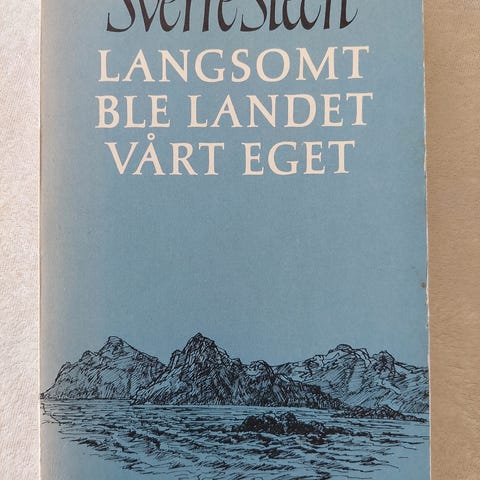 Sverre Steen
LANGSOMT
BLE LANDET
VÅRT EGET